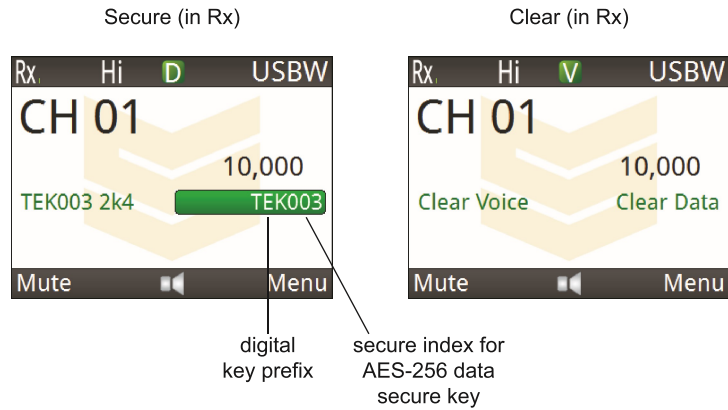 Secure (in Rx)
Clear (in Rx)
Rx Hi D USBW
CH 01
10,000
TEK003 2k4 TEK003
Mute Menu
Rx Hi V USBW
CH 01
10,000
Clear Voice Clear Data
Mute Menu
digital
key prefix
secure index for
AES-256 data
secure key